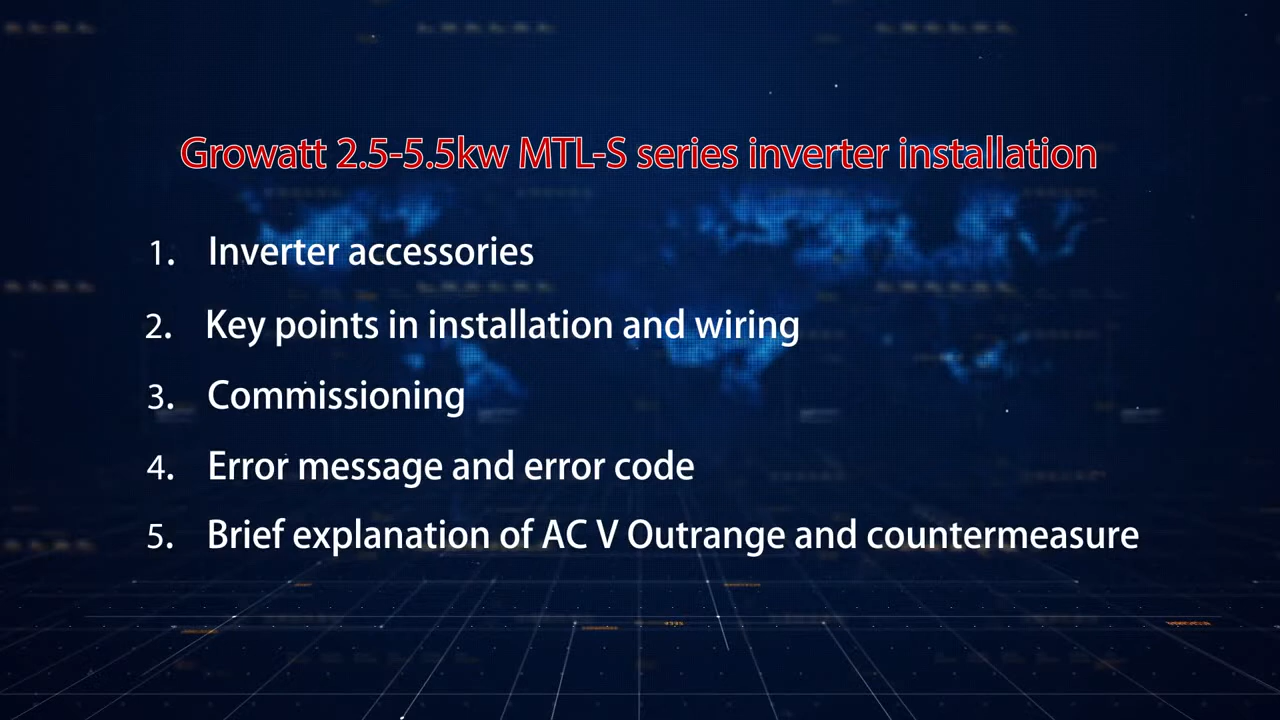 Growatt 2.5-5.5kw MTL-S series inverter installation
1. Inverter accessories
2. Key points in installation and wiring
3. Commissioning
4. Error message and error code
5. Brief explanation of AC V Outrange and countermeasure